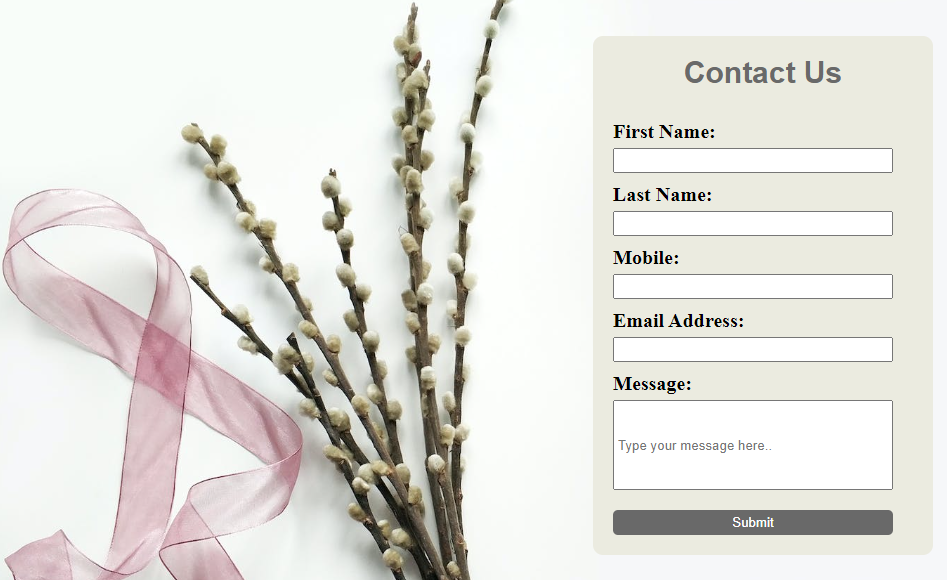 Contact Us
First Name:
Last Name:
Mobile:
Email Address:
Message:
Type your message here..
Submit